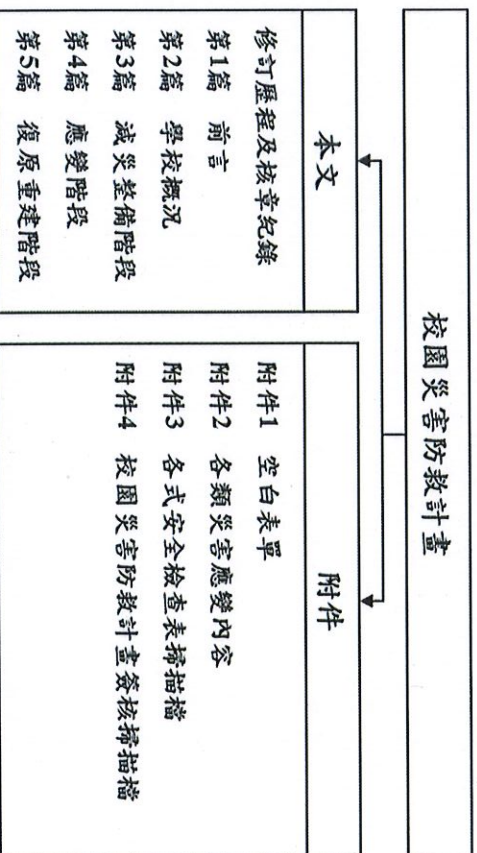 校園災害防救計畫
本文
修訂歷程及核章紀錄
第1篇 前言
第2篇 學校概況
第3篇 減災整備階段
第4篇 應變階段
第5篇 復原重建階段
附件
附件1 空白表單
附件2 各類災害應變內容
附件3 各式安全檢查表掃描檔
附件4 校園災害防救計畫簽核掃描檔